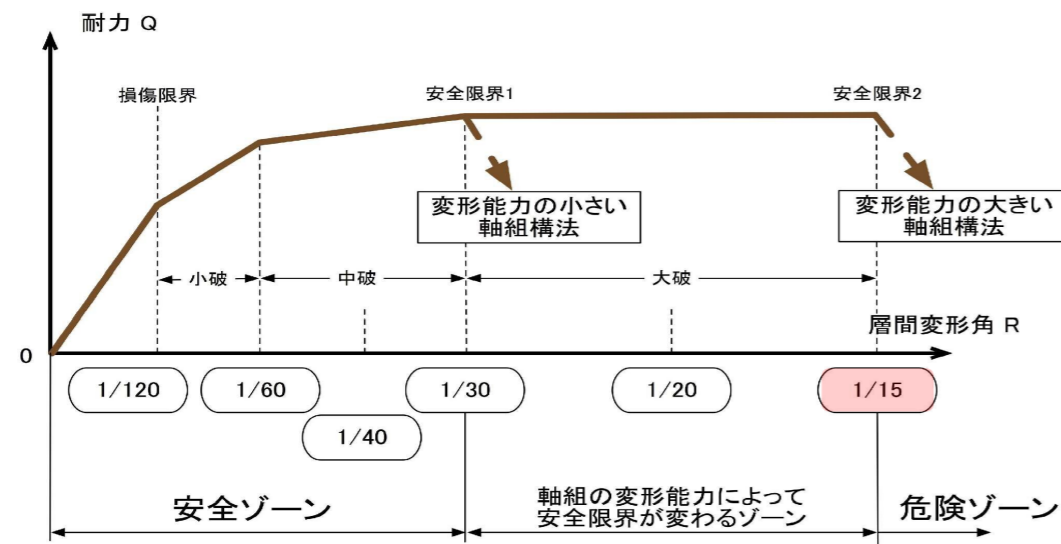 耐力 Q
損傷限界
安全限界1
安全限界2
変形能力の小さい
軸組構法
変形能力の大きい
軸組構法
小破
中破
大破
層間変形角 R
0
1/120
1/60
1/40
1/30
1/20
1/15
安全ゾーン
軸組の変形能力によって
安全限界が変わるゾーン
危険ゾーン